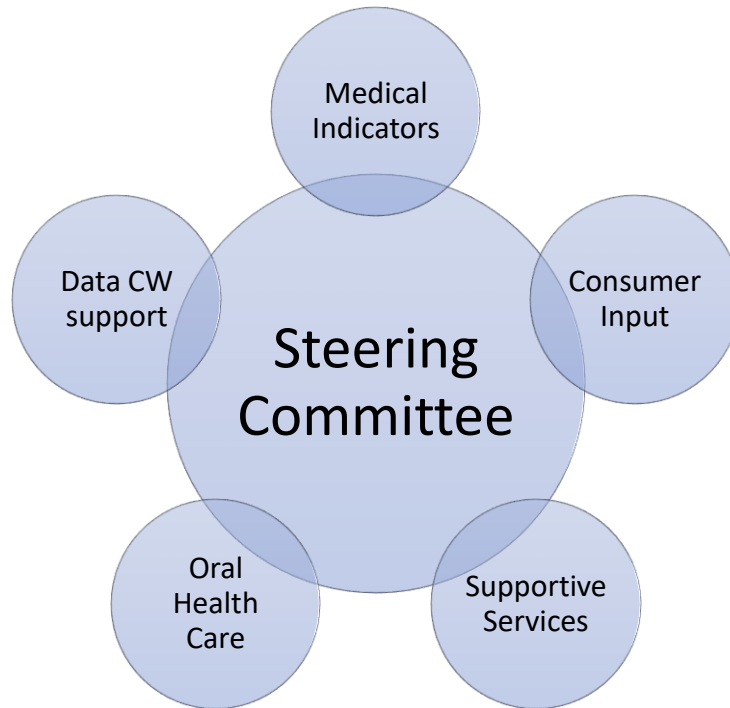 Medical
Indicators
Data CW
support
Consumer
Input
Steering
Committee
Oral
Health
Care
Supportive
Services